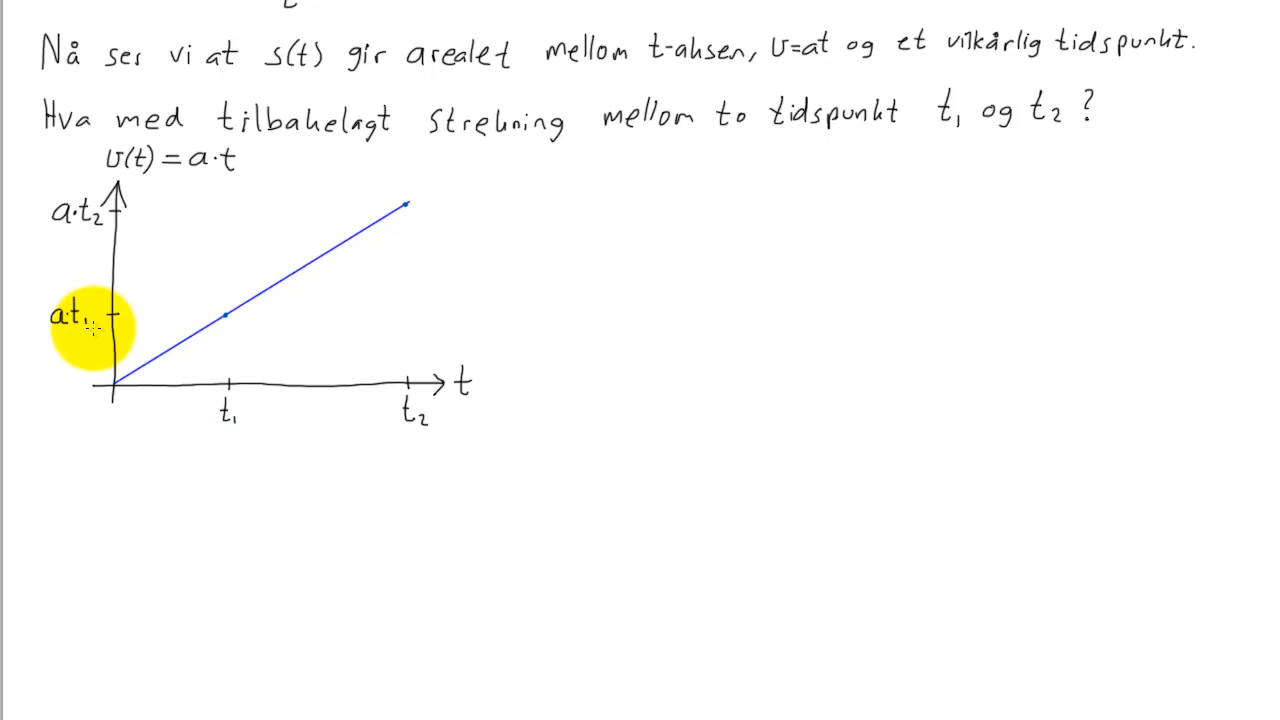 Nå ser vi at s(t) gir arealet mellom t-aksen, v=at og et vilkårlig tidspunkt.
Hva med tilbakelagt strekning mellom to tidspunkt t₁ og t₂ ?
v(t) = a·t
a·t₂
a·t₁
t
t₁
t₂